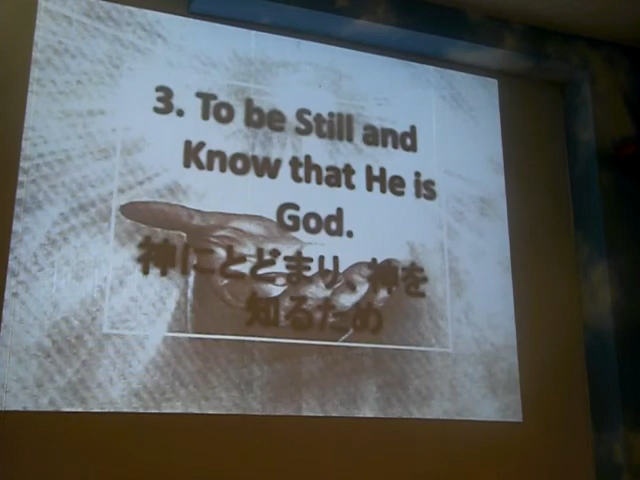 3. To be Still and
Know that He is
God.
神にとどまり、神を
知るため